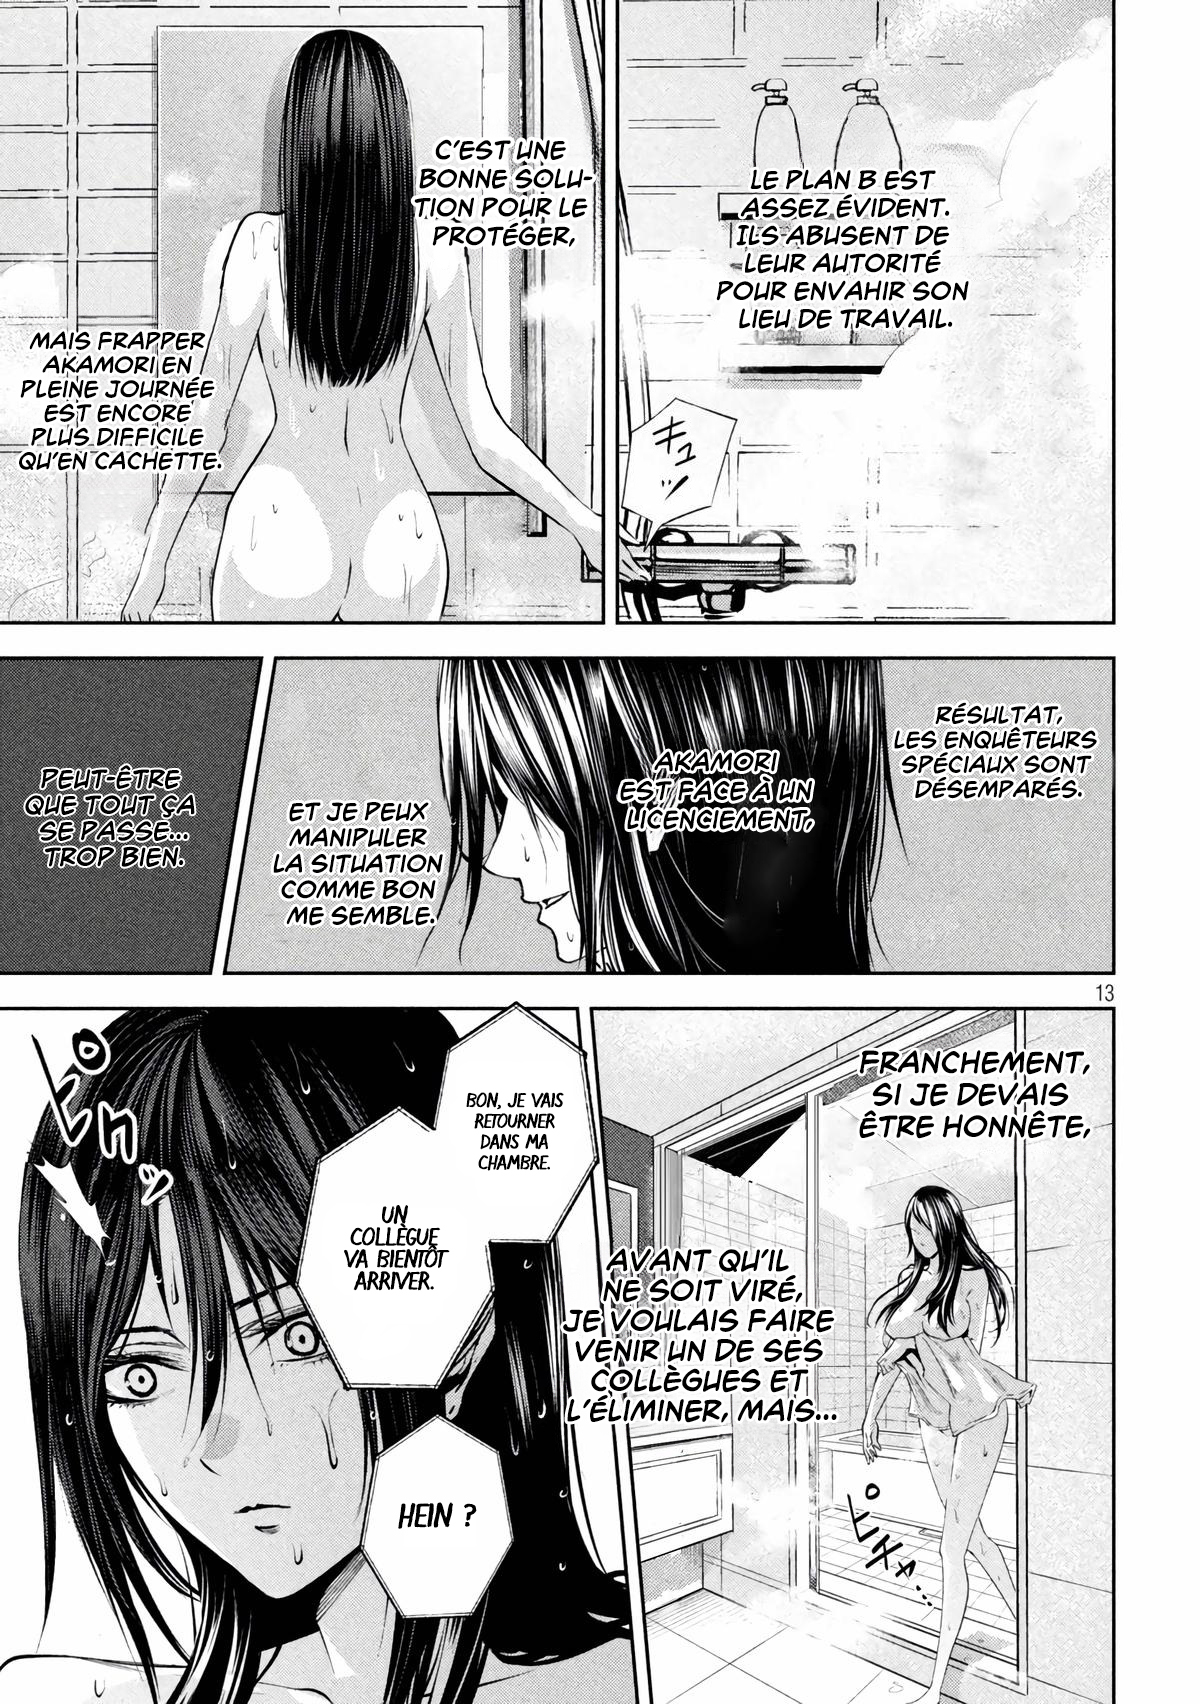 LE PLAN B EST
ASSEZ ÉVIDENT.
ILS ABUSENT DE
LEUR AUTORITÉ
POUR ENVAHIR SON
LIEU DE TRAVAIL.
キュッ
C'EST UNE
BONNE SOLU-
TION POUR LE
PROTÉGER,
MAIS FRAPPER
AKAMORI EN
PLEINE JOURNÉE
EST ENCORE
PLUS DIFFICILE
QU'EN CACHETTE.
RÉSULTAT,
LES ENQUÊTEURS
SPÉCIAUX SONT
DÉSEMPARÉS.
AKAMORI
EST FACE À UN
LICENCIEMENT,
ET JE PEUX
MANIPULER
LA SITUATION
COMME BON
ME SEMBLE.
PEUT-ÊTRE
QUE TOUT ÇA
SE PASSE...
TROP BIEN.
13
FRANCHEMENT,
SI JE DEVAIS
ÊTRE HONNÊTE,
AVANT QU'IL
NE SOIT VIRÉ,
JE VOULAIS FAIRE
VENIR UN DE SES
COLLÈGUES ET
L'ÉLIMINER, MAIS...
BON, JE VAIS
RETOURNER
DANS MA
CHAMBRE.
UN
COLLÈGUE
VA BIENTÔT
ARRIVER.
HEIN ?